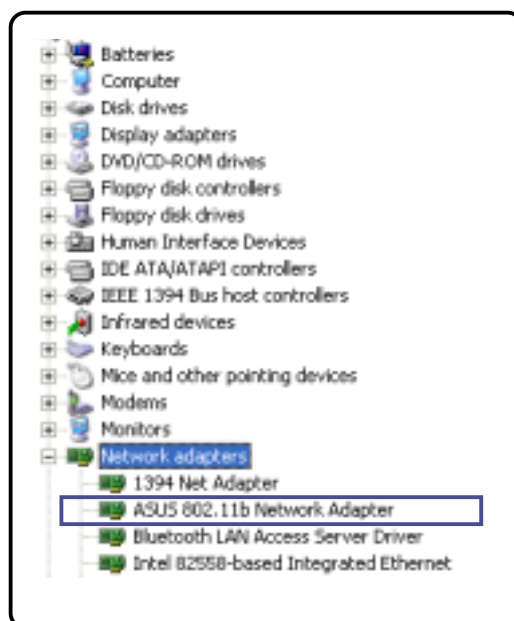 Batteries
Computer
Disk drives
Display adapters
DVD/CD-ROM drives
Floppy disk controllers
Floppy disk drives
Human Interface Devices
IDE ATA/ATAPI controllers
IEEE 1394 Bus host controllers
Infrared devices
Keyboards
Mice and other pointing devices
Modems
Monitors
Network adapters
1394 Net Adapter
ASUS 802.11b Network Adapter
Bluetooth LAN Access Server Driver
Intel 82558-based Integrated Ethernet